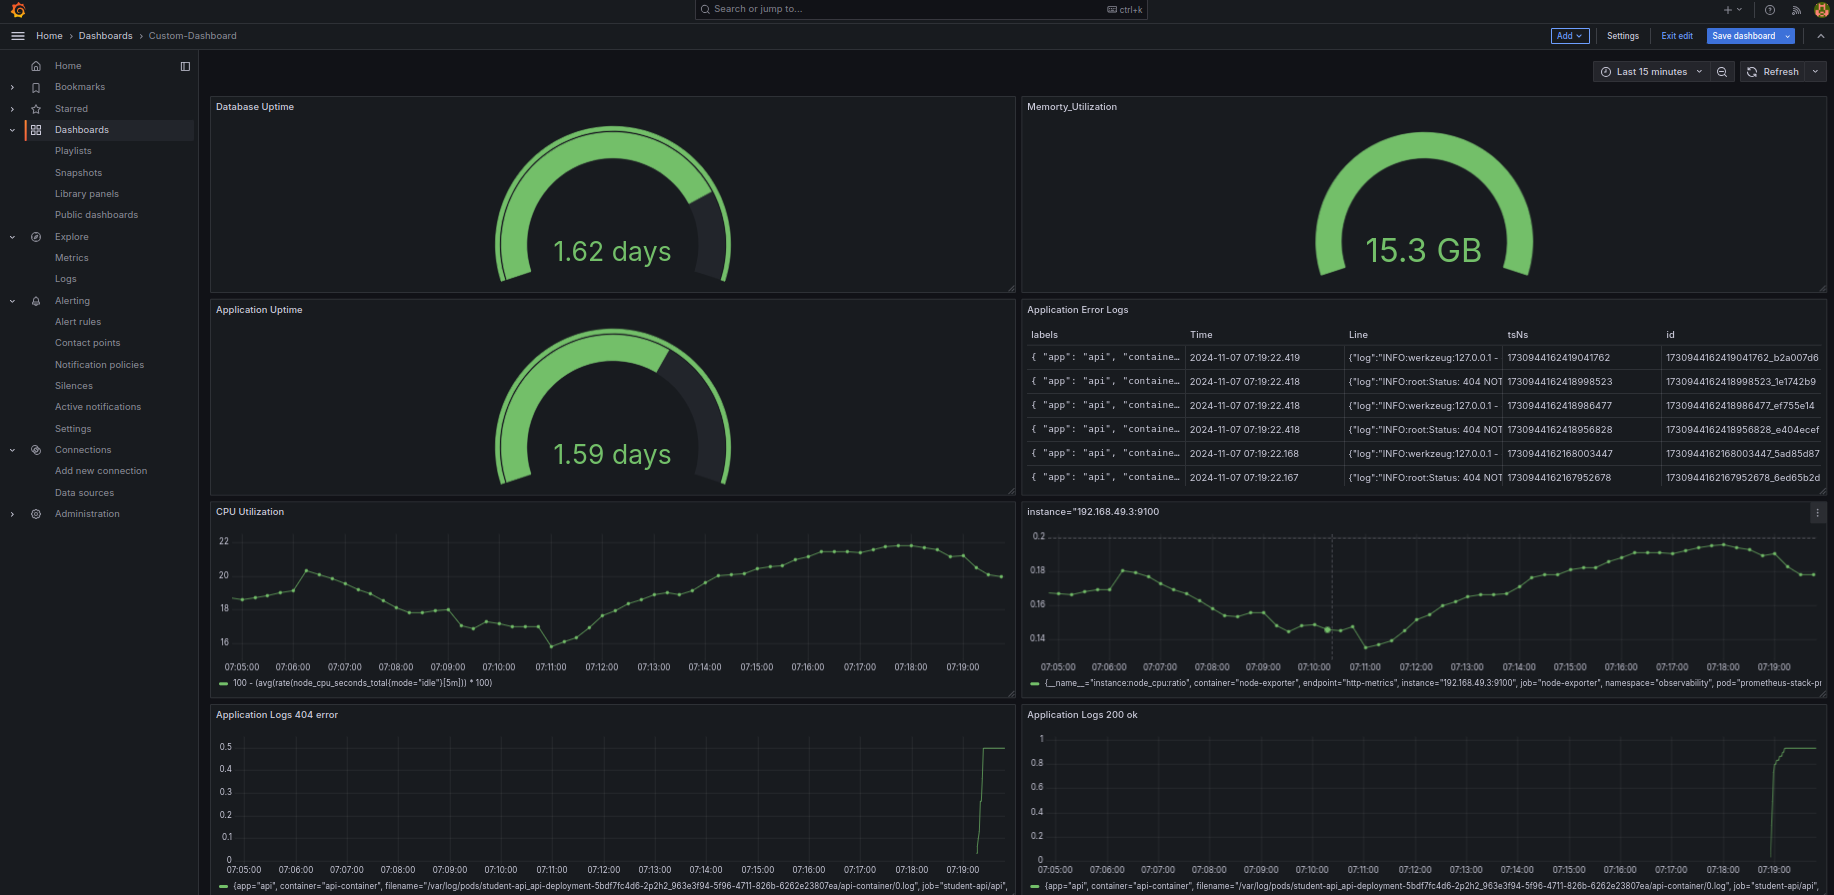 Search or jump to...
ctrl+k
Home › Dashboards › Custom-Dashboard
Add
Settings
Exit edit
Save dashboard
Last 15 minutes
Refresh
Home
Bookmarks
Starred
Dashboards
Playlists
Snapshots
Library panels
Public dashboards
Explore
Metrics
Logs
Alerting
Alert rules
Contact points
Notification policies
Silences
Active notifications
Settings
Connections
Add new connection
Data sources
Administration
Database Uptime
1.62 days
Memorty_Utilization
15.3 GB
Application Uptime
1.59 days
Application Error Logs
labels Time Line tsNs id
{ "app": "api", "containe… 2024-11-07 07:19:22.419 {"log":"INFO:werkzeug:127.0.0.1 - 1730944162419041762 1730944162419041762_b2a007d6
{ "app": "api", "containe… 2024-11-07 07:19:22.418 {"log":"INFO:root:Status: 404 NOT 1730944162418998523 1730944162418998523_1e1742b9
{ "app": "api", "containe… 2024-11-07 07:19:22.418 {"log":"INFO:werkzeug:127.0.0.1 - 1730944162418986477 1730944162418986477_ef755e14
{ "app": "api", "containe… 2024-11-07 07:19:22.418 {"log":"INFO:root:Status: 404 NOT 1730944162418956828 1730944162418956828_e404ecef
{ "app": "api", "containe… 2024-11-07 07:19:22.168 {"log":"INFO:werkzeug:127.0.0.1 - 1730944162168003447 1730944162168003447_5ad85d87
{ "app": "api", "containe… 2024-11-07 07:19:22.167 {"log":"INFO:root:Status: 404 NOT 1730944162167952678 1730944162167952678_6ed65b2d
CPU Utilization
22
20
18
16
07:05:00 07:06:00 07:07:00 07:08:00 07:09:00 07:10:00 07:11:00 07:12:00 07:13:00 07:14:00 07:15:00 07:16:00 07:17:00 07:18:00 07:19:00
100 - (avg(rate(node_cpu_seconds_total{mode="idle"}[5m])) * 100)
instance="192.168.49.3:9100
0.2
0.18
0.16
0.14
07:05:00 07:06:00 07:07:00 07:08:00 07:09:00 07:10:00 07:11:00 07:12:00 07:13:00 07:14:00 07:15:00 07:16:00 07:17:00 07:18:00 07:19:00
{__name__="instance:node_cpu:ratio", container="node-exporter", endpoint="http-metrics", instance="192.168.49.3:9100", job="node-exporter", namespace="observability", pod="prometheus-stack-pr
Application Logs 404 error
0.5
0.4
0.3
0.2
0.1
0
07:05:00 07:06:00 07:07:00 07:08:00 07:09:00 07:10:00 07:11:00 07:12:00 07:13:00 07:14:00 07:15:00 07:16:00 07:17:00 07:18:00 07:19:00
{app="api", container="api-container", filename="/var/log/pods/student-api_api-deployment-5bdf7fc4d6-2p2h2_963e3f94-5f96-4711-826b-6262e23807ea/api-container/0.log", job="student-api/api",
Application Logs 200 ok
1
0.8
0.6
0.4
0.2
0
07:05:00 07:06:00 07:07:00 07:08:00 07:09:00 07:10:00 07:11:00 07:12:00 07:13:00 07:14:00 07:15:00 07:16:00 07:17:00 07:18:00 07:19:00
{app="api", container="api-container", filename="/var/log/pods/student-api_api-deployment-5bdf7fc4d6-2p2h2_963e3f94-5f96-4711-826b-6262e23807ea/api-container/0.log", job="student-api/api",